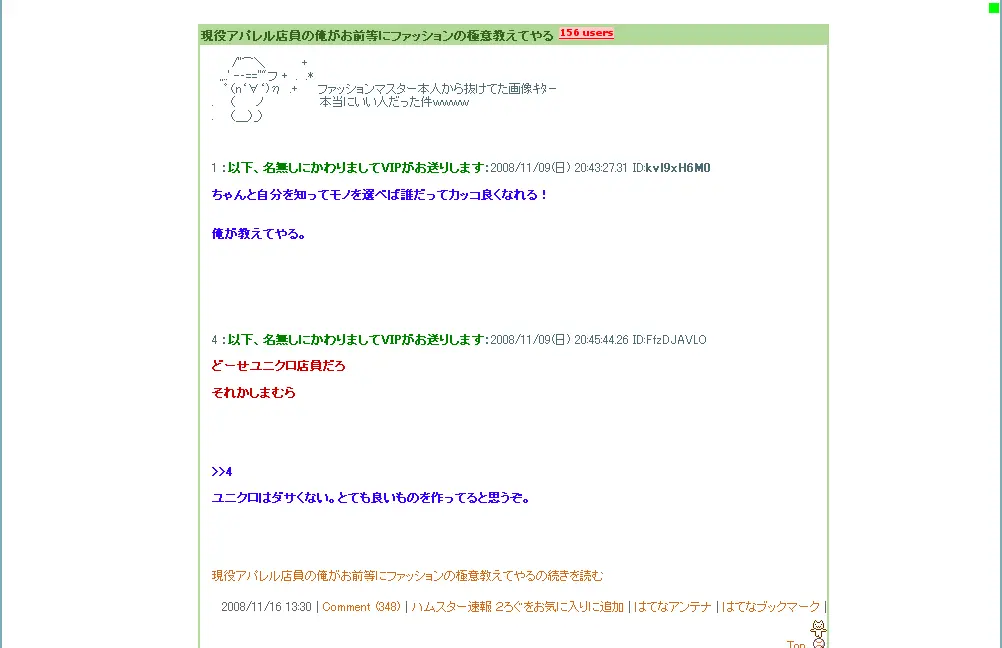 現役アパレル店員の俺がお前等にファッションの極意教えてやる 156 users
ファッションマスター本人から抜けてた画像ｷﾀｰ
本当にいい人だった件wwwww
1 ：以下、名無しにかわりましてVIPがお送りします：2008/11/09(日) 20:43:27.31 ID:kvI9xH6M0
ちゃんと自分を知ってモノを選べば誰だってカッコ良くなれる！
俺が教えてやる。
4 ：以下、名無しにかわりましてVIPがお送りします：2008/11/09(日) 20:45:44.26 ID:FfzDJAVLO
どーせユニクロ店員だろ
それかしまむら
>>4
ユニクロはダサくない。とても良いものを作ってると思うぞ。
現役アパレル店員の俺がお前等にファッションの極意教えてやるの続きを読む
2008/11/16 13:30 | Comment (348) | ハムスター速報 2ろぐをお気に入りに追加 | はてなアンテナ | はてなブックマーク |
Top